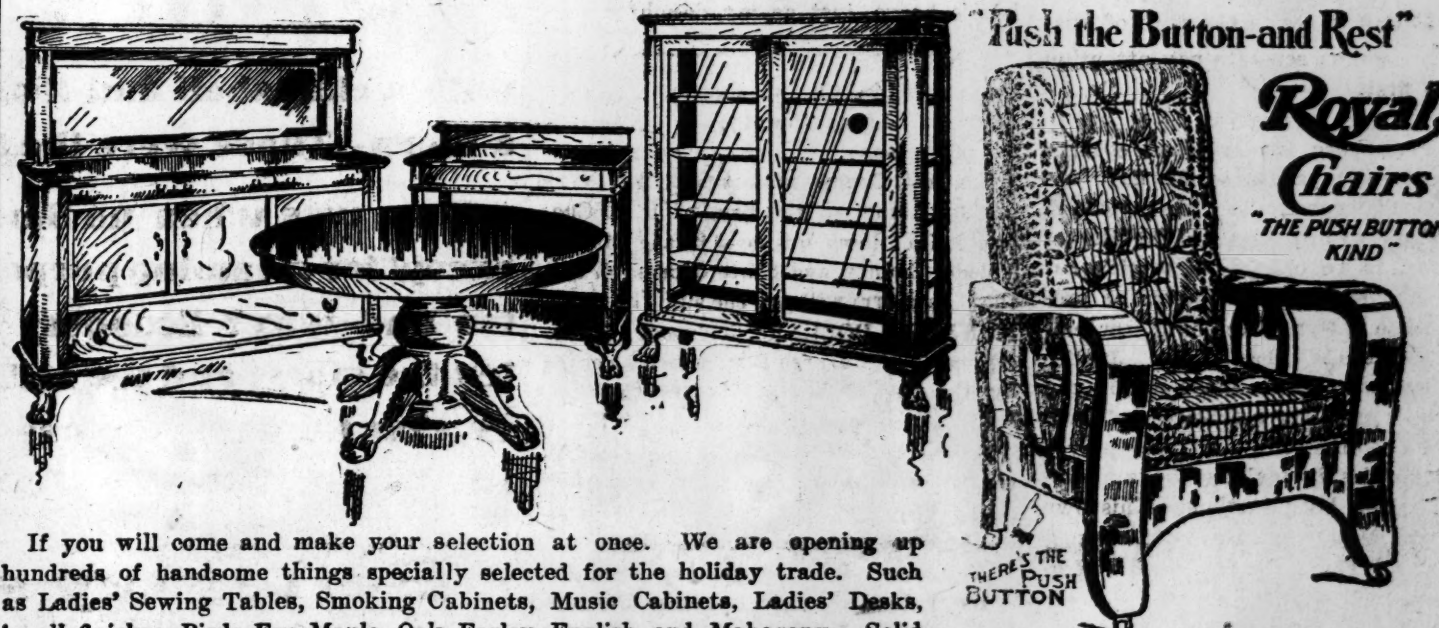 "Push the Button-and Rest"
Royal
Chairs
"THE PUSH BUTTON
KIND"
THERE'S THE
PUSH
BUTTON
If you will come and make your selection at once. We are opening up
hundreds of handsome things specially selected for the holiday trade. Such
as Ladies' Sewing Tables, Smoking Cabinets, Music Cabinets, Ladies' Desks,